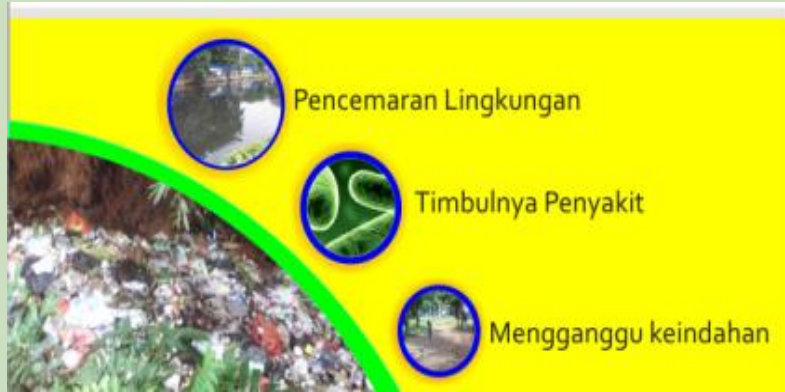 Pencemaran Lingkungan
Timbulnya Penyakit
Mengganggu keindahan